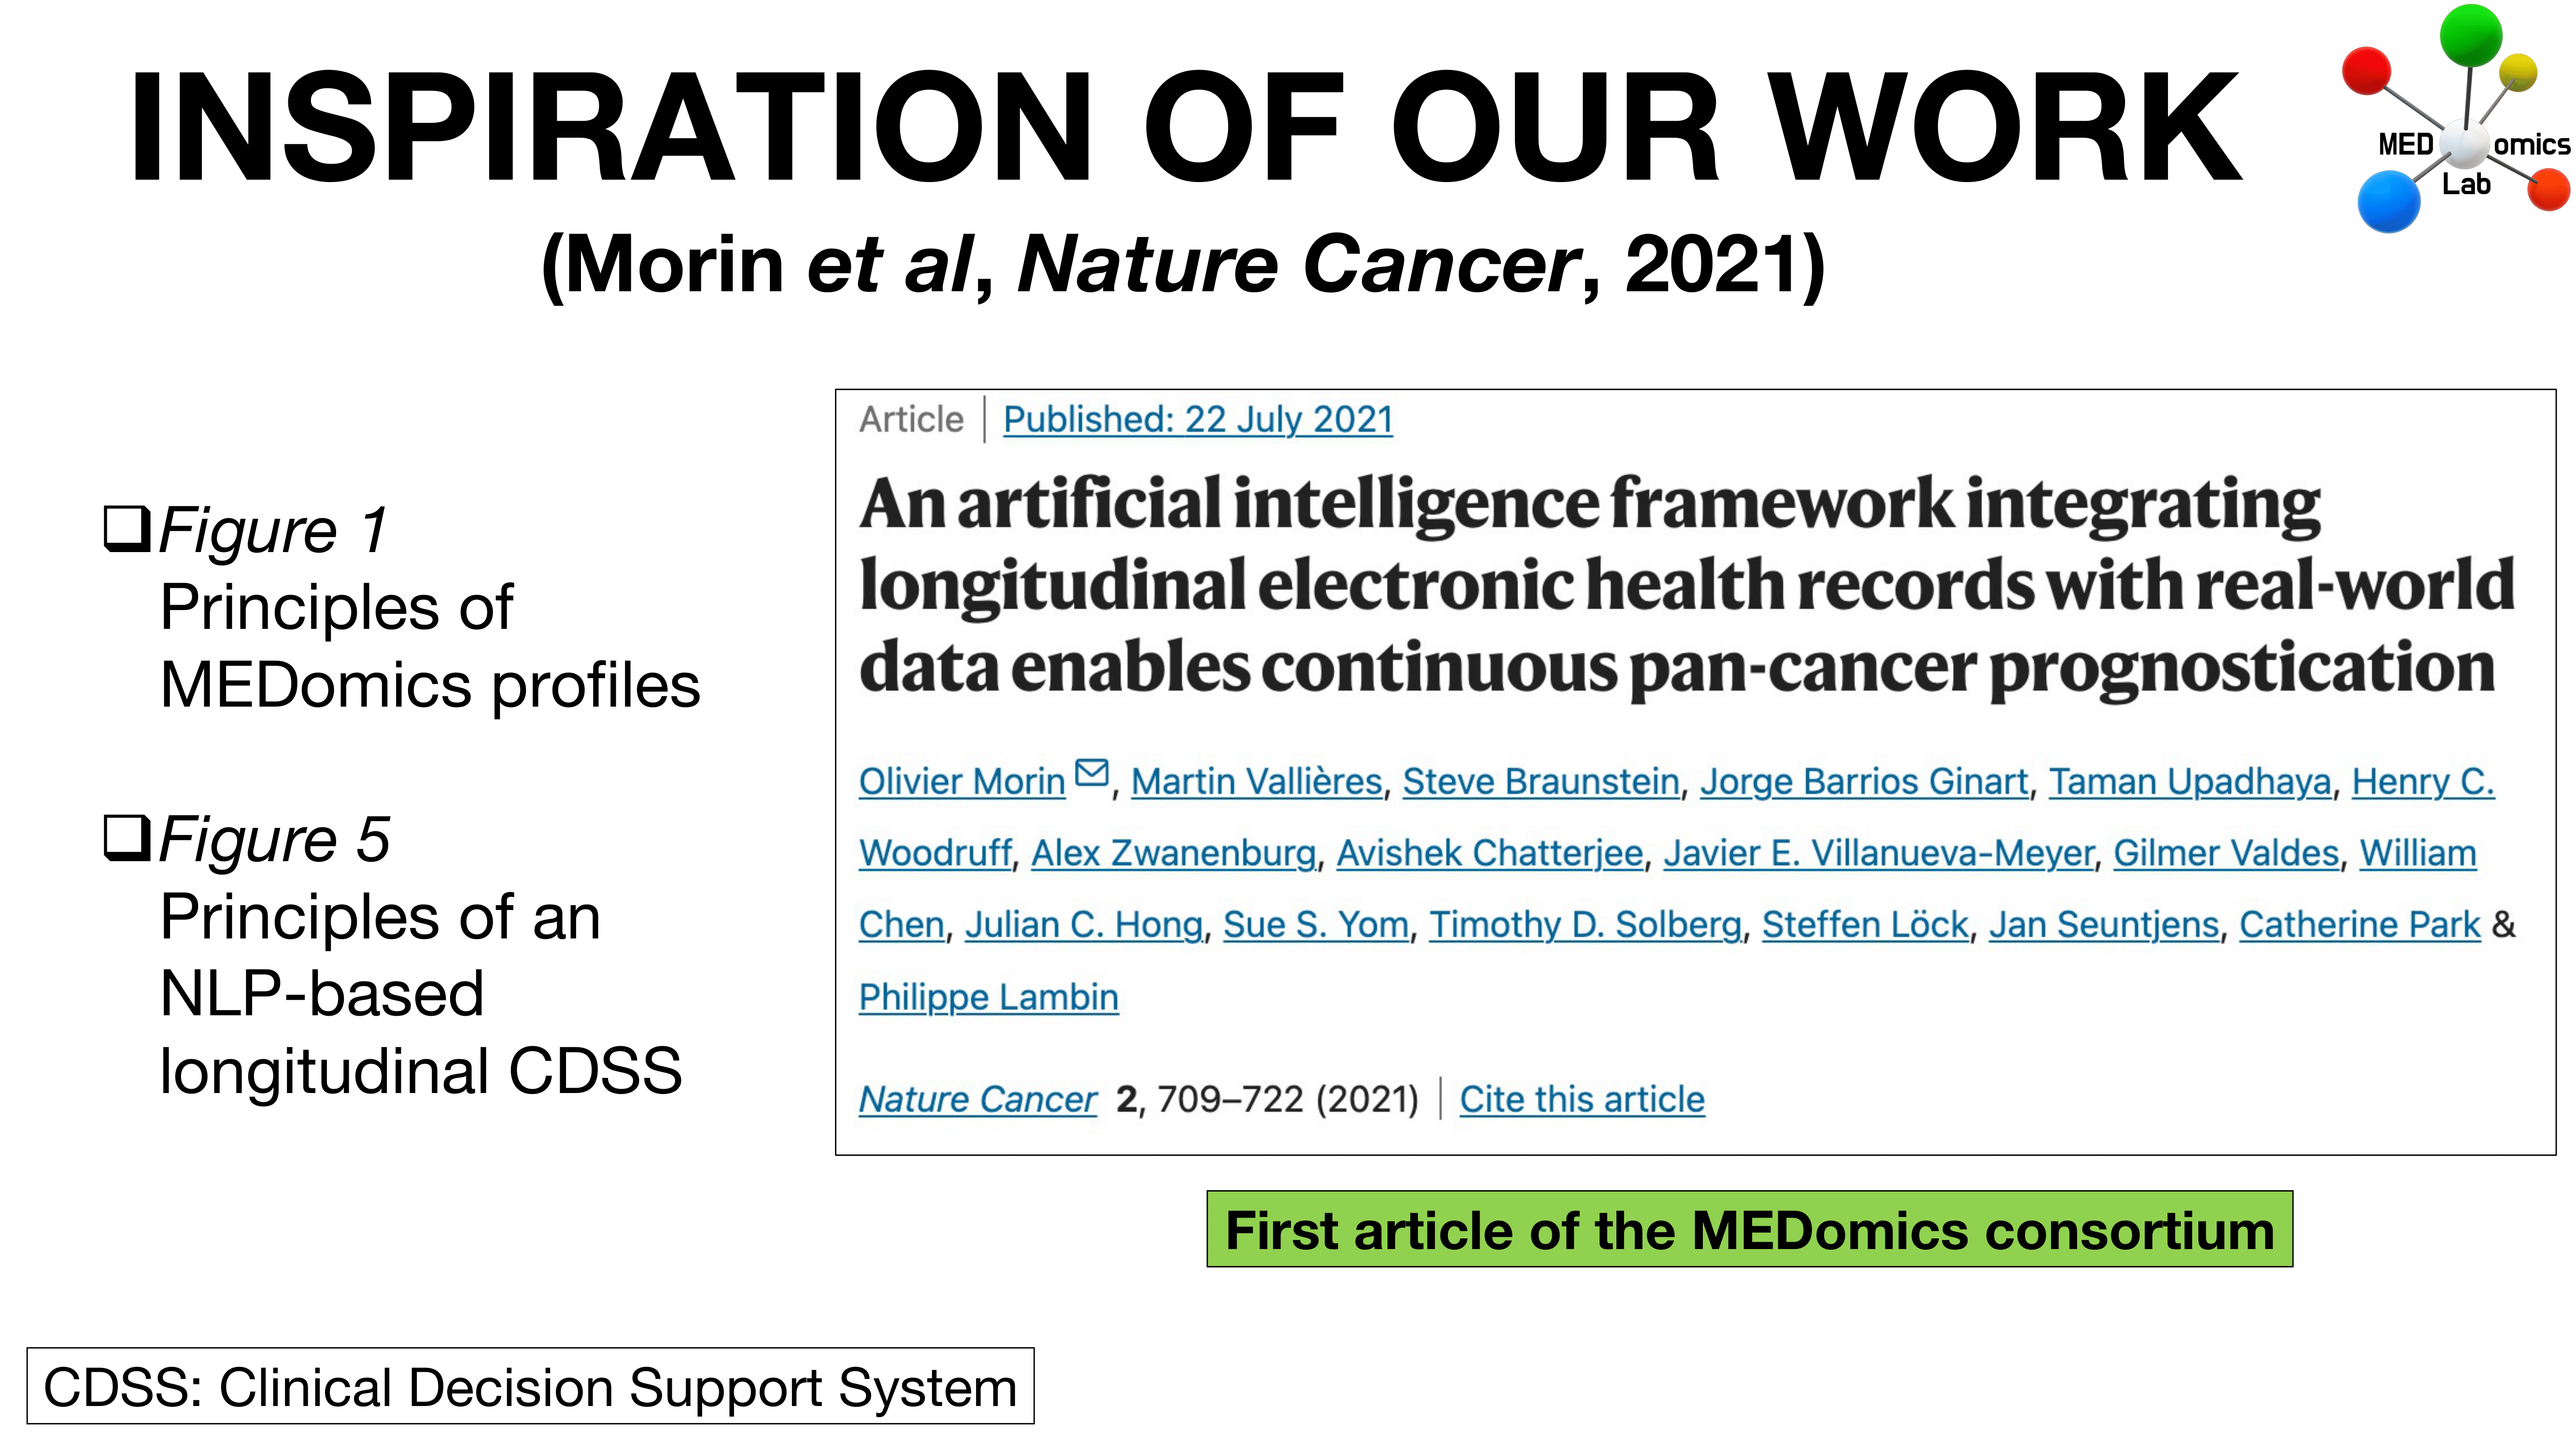 INSPIRATION OF OUR WORK
(Morin et al, Nature Cancer, 2021)
MED omics
Lab
❑Figure 1
Principles of
MEDomics profiles
❑Figure 5
Principles of an
NLP-based
longitudinal CDSS
Article | Published: 22 July 2021
An artificial intelligence framework integrating
longitudinal electronic health records with real-world
data enables continuous pan-cancer prognostication
Olivier Morin, Martin Vallières, Steve Braunstein, Jorge Barrios Ginart, Taman Upadhaya, Henry C.
Woodruff, Alex Zwanenburg, Avishek Chatterjee, Javier E. Villanueva-Meyer, Gilmer Valdes, William
Chen, Julian C. Hong, Sue S. Yom, Timothy D. Solberg, Steffen Löck, Jan Seuntjens, Catherine Park &
Philippe Lambin
Nature Cancer 2, 709–722 (2021) | Cite this article
First article of the MEDomics consortium
CDSS: Clinical Decision Support System